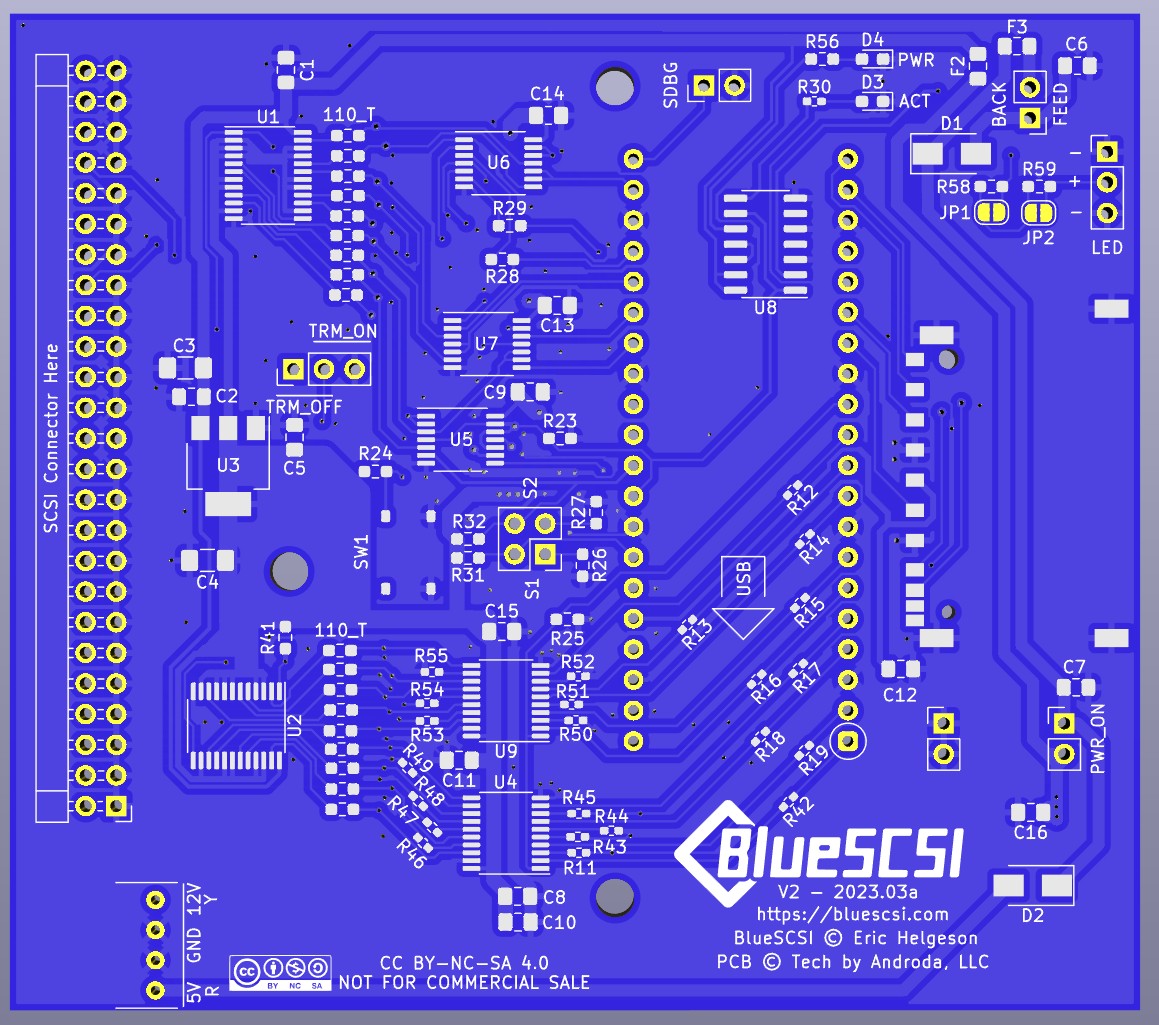 F3
R56
D4
PWR
F2
C6
C1
SDBG
R30
D3
ACT
BACK
FEED
C14
U1
110_T
D1
U6
−
R58
R59
+
R29
JP1
−
JP2
LED
R28
U8
C13
TRM_ON
U7
C3
SCSI Connector Here
C2
TRM_OFF
C9
R23
U5
U3
C5
R24
S2
R12
R27
R32
SW1
R14
R31
R26
USB
S1
C4
C15
R15
R41
110_T
R25
R13
R55
R52
C12
C7
R54
R51
R16
R17
U2
R53
R50
PWR_ON
U9
R18
R19
R49
C11
R48
U4
R47
R45
R44
R42
C16
R46
R43
R11
BlueSCSI
V2 − 2023.03a
C8
https://bluescsi.com
C10
D2
BlueSCSI © Eric Helgeson
PCB © Tech by Androda, LLC
5V GND 12V
R Y
cc
BY NC SA
CC BY−NC−SA 4.0
NOT FOR COMMERCIAL SALE